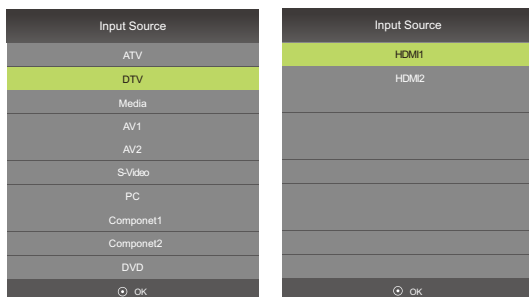 Input Source
ATV
DTV
Media
AV1
AV2
S-Video
PC
Componet1
Componet2
DVD
OK
Input Source
HDMI1
HDMI2
OK